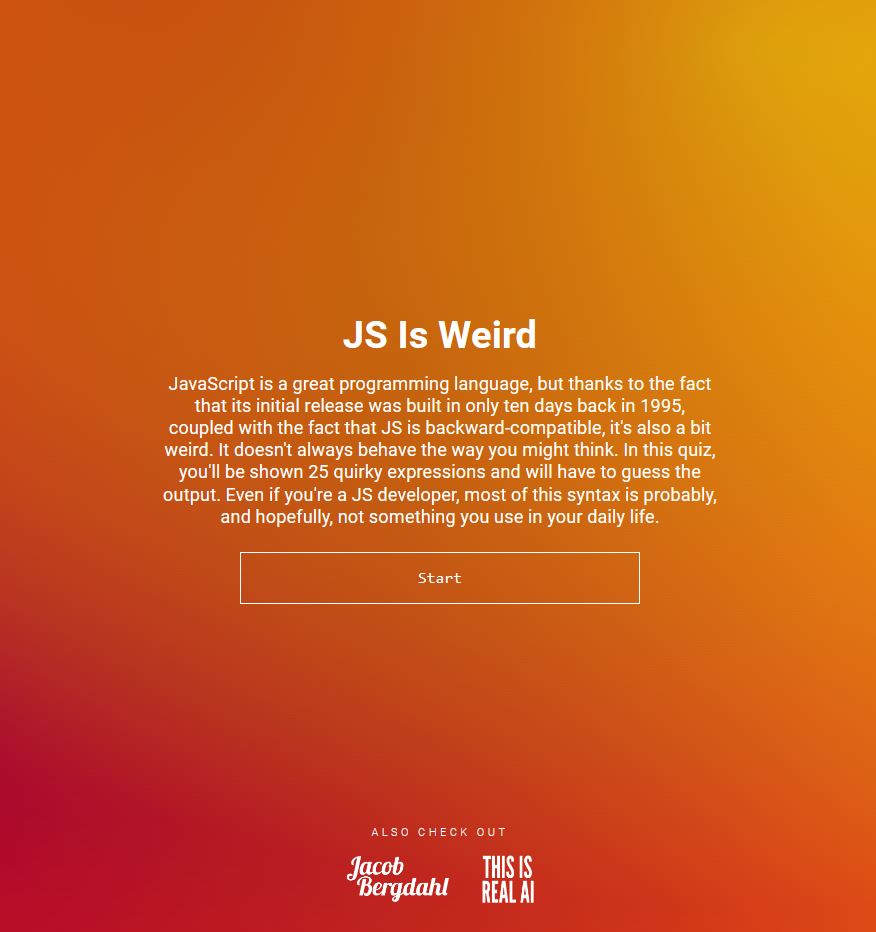 JS Is Weird
JavaScript is a great programming language, but thanks to the fact
that its initial release was built in only ten days back in 1995,
coupled with the fact that JS is backward-compatible, it's also a bit
weird. It doesn't always behave the way you might think. In this quiz,
you'll be shown 25 quirky expressions and will have to guess the
output. Even if you're a JS developer, most of this syntax is probably,
and hopefully, not something you use in your daily life.
Start
ALSO CHECK OUT
Jacob
Bergdahl
THIS IS
REAL AI